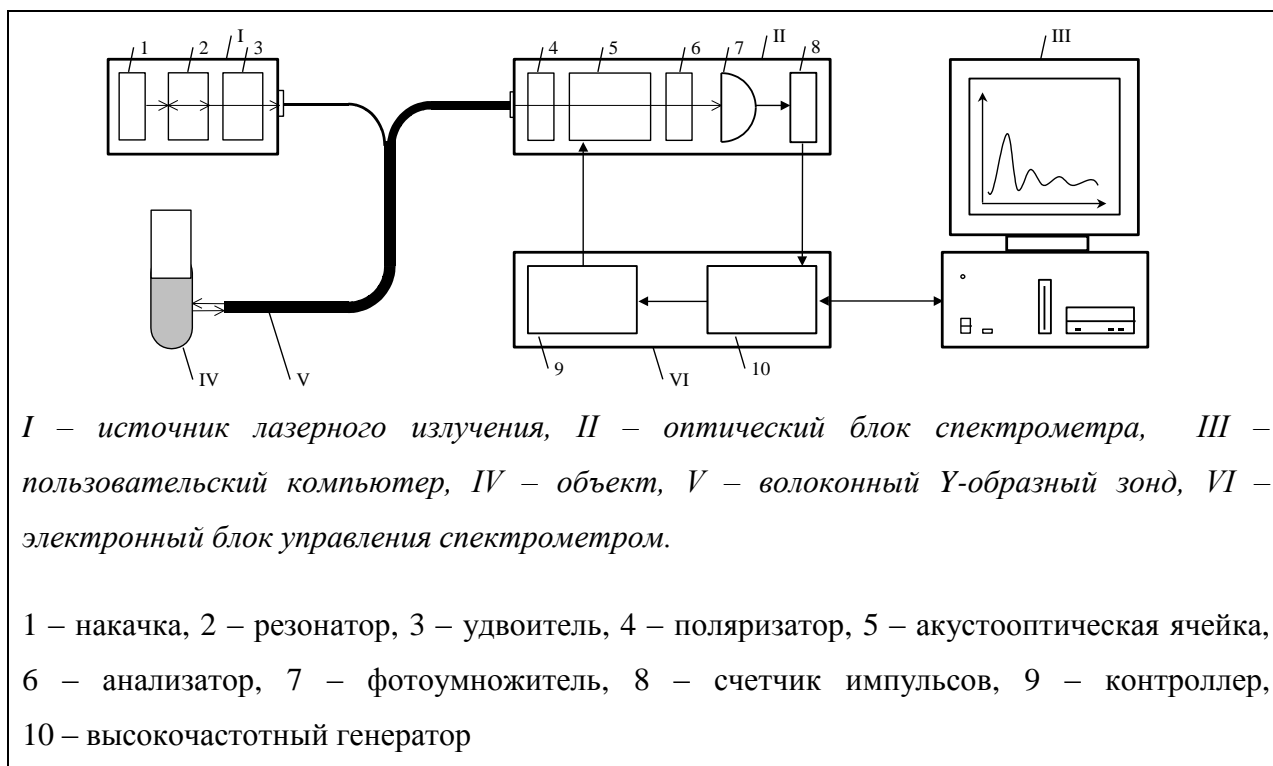 1 2 I 3 4 5 6 7 II 8 III
IV V 9 VI 10
I – источник лазерного излучения, II – оптический блок спектрометра, III –
пользовательский компьютер, IV – объект, V – волоконный Y-образный зонд, VI –
электронный блок управления спектрометром.
1 – накачка, 2 – резонатор, 3 – удвоитель, 4 – поляризатор, 5 – акустооптическая ячейка,
6 – анализатор, 7 – фотоумножитель, 8 – счетчик импульсов, 9 – контроллер,
10 – высокочастотный генератор